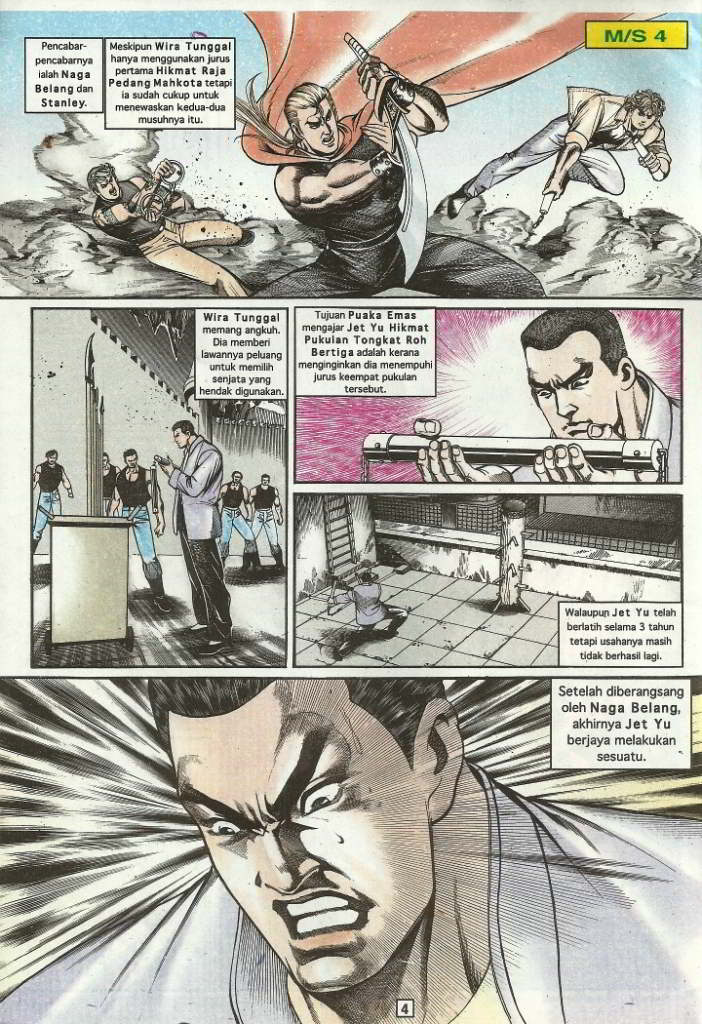 M/S 4
Pencabar-
pencabarnya
ialah Naga
Belang dan
Stanley.
Meskipun Wira Tunggal
hanya menggunakan jurus
pertama Hikmat Raja
Pedang Mahkota tetapi
ia sudah cukup untuk
menewaskan kedua-dua
musuhnya itu.
Wira Tunggal
memang angkuh.
Dia memberi
lawannya peluang
untuk memilih
senjata yang
hendak digunakan.
Tujuan Puaka Emas
mengajar Jet Yu Hikmat
Pukulan Tongkat Roh
Bertiga adalah kerana
menginginkan dia menempuhi
jurus keempat pukulan
tersebut.
Walaupun Jet Yu telah
berlatih selama 3 tahun
tetapi usahanya masih
tidak berhasil lagi.
Setelah diberangsang
oleh Naga Belang,
akhirnya Jet Yu
berjaya melakukan
sesuatu.
4